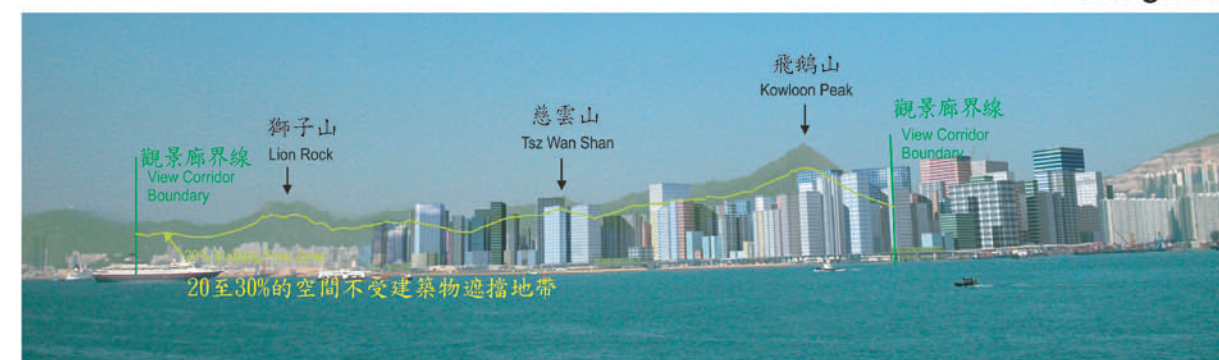 獅子山
Lion Rock
觀景廊界線
View Corridor
Boundary
慈雲山
Tsz Wan Shan
飛鵝山
Kowloon Peak
觀景廊界線
View Corridor
Boundary
20至30%的空間不受建築物遮擋地帶